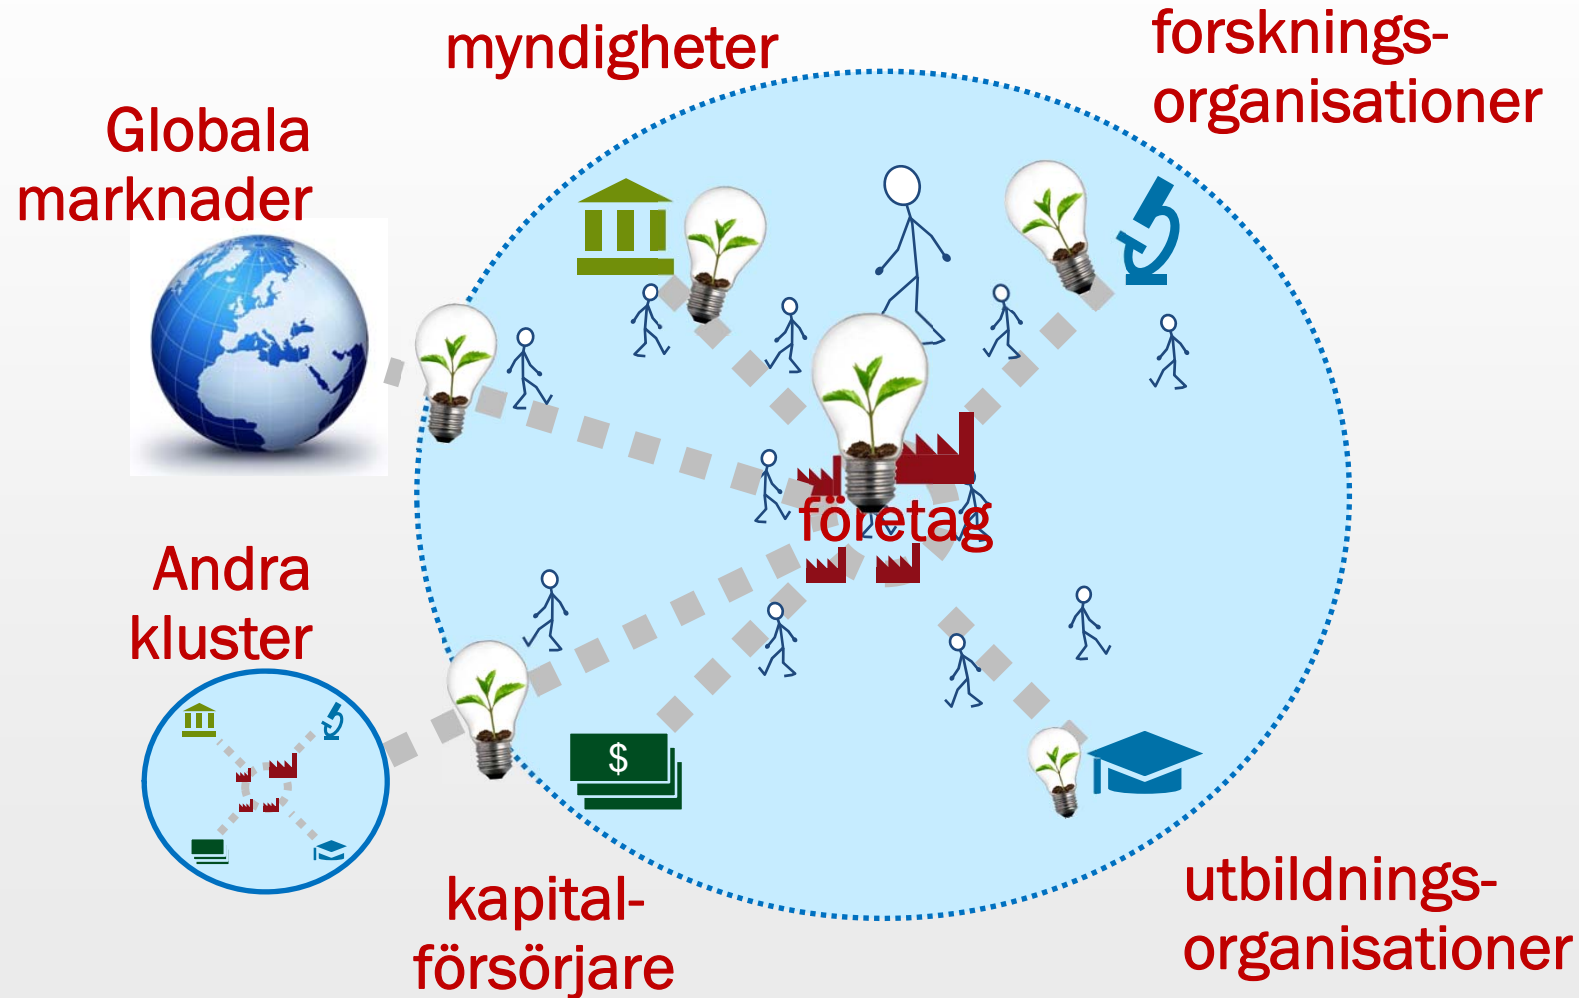 myndigheter
forsknings-
organisationer
Globala
marknader
företag
Andra
kluster
$
kapital-
försörjare
utbildnings-
organisationer